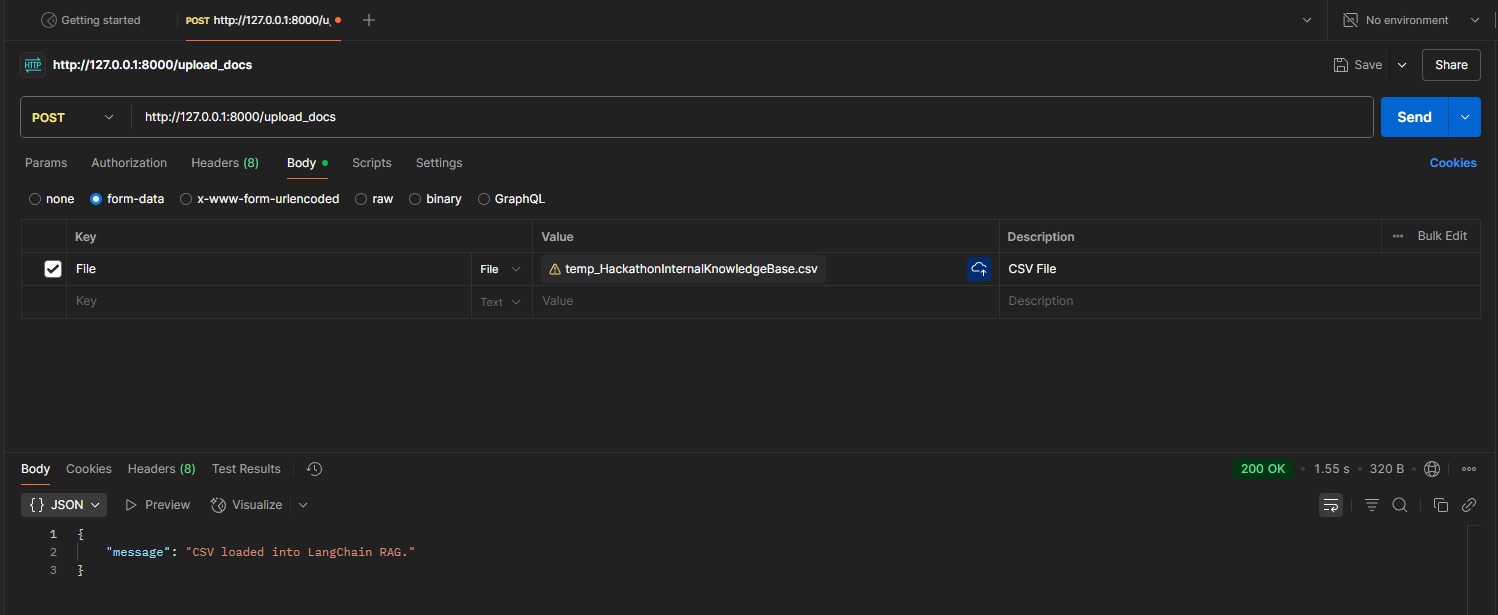 Getting started
POST http://127.0.0.1:8000/u
No environment
HTTP http://127.0.0.1:8000/upload_docs
Save
Share
POST
http://127.0.0.1:8000/upload_docs
Send
Params Authorization Headers (8) Body Scripts Settings
Cookies
none form-data x-www-form-urlencoded raw binary GraphQL
Key Value Description Bulk Edit
File File temp_HackathonInternalKnowledgeBase.csv CSV File
Key Text Value Description
Body Cookies Headers (8) Test Results
200 OK • 1.55 s • 320 B
{} JSON Preview Visualize
1 {
2 "message": "CSV loaded into LangChain RAG."
3 }